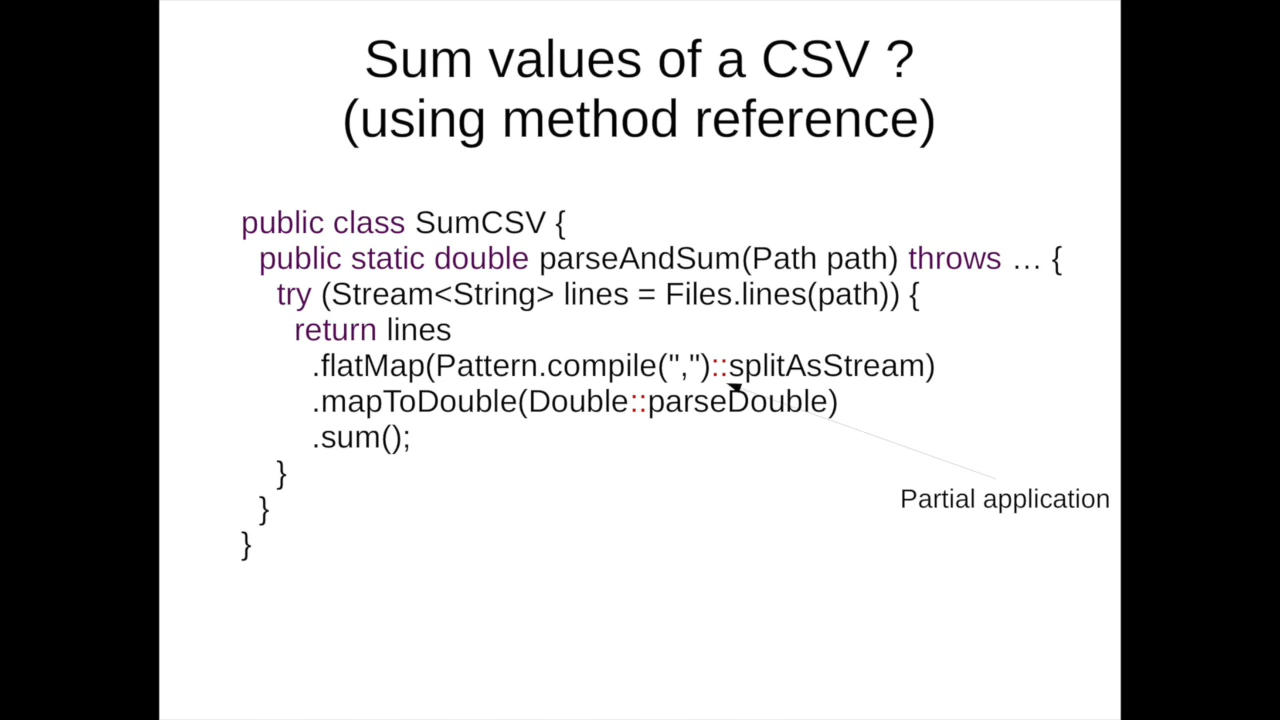 Sum values of a CSV ?
(using method reference)
public class SumCSV {
public static double parseAndSum(Path path) throws … {
try (Stream<String> lines = Files.lines(path)) {
return lines
.flatMap(Pattern.compile(",")::splitAsStream)
.mapToDouble(Double::parseDouble)
.sum();
}
}
}
Partial application